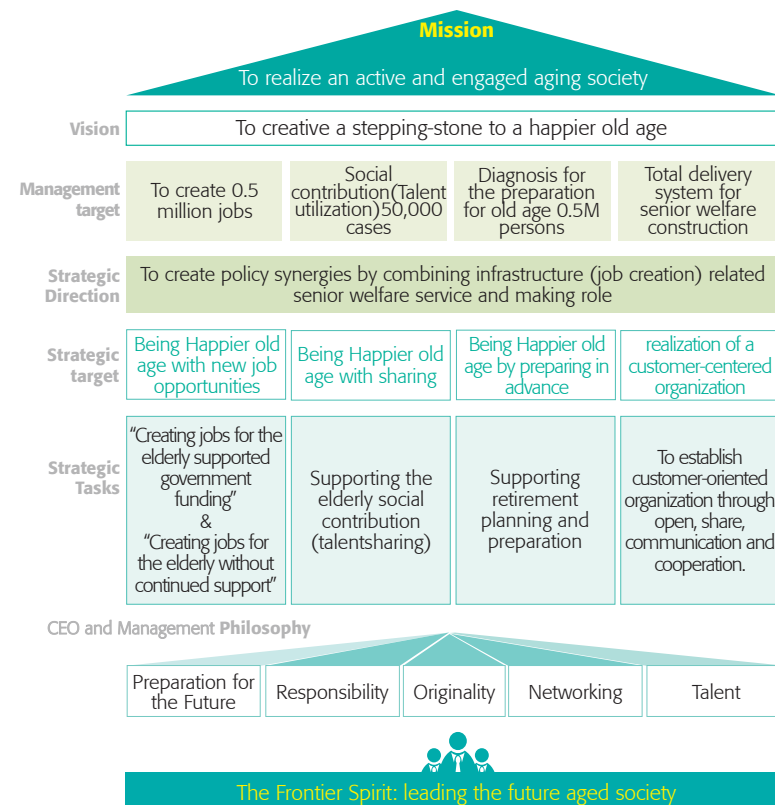 Mission
To realize an active and engaged aging society
Vision
To creative a stepping-stone to a happier old age
Management
target
To create 0.5
million jobs
Social
contribution(Talent
utilization)50,000
cases
Diagnosis for
the preparation
for old age 0.5M
persons
Total delivery
system for
senior welfare
construction
Strategic
Direction
To create policy synergies by combining infrastructure (job creation) related
senior welfare service and making role
Strategic
target
Being Happier old
age with new job
opportunities
Being Happier old
age with sharing
Being Happier old
age by preparing in
advance
realization of a
customer-centered
organization
Strategic
Tasks
“Creating jobs for the
elderly supported
government
funding”
&
“Creating jobs for
the elderly without
continued support”
Supporting the
elderly social
contribution
(talentsharing)
Supporting
retirement
planning and
preparation
To establish
customer-oriented
organization through
open, share,
communication and
cooperation.
CEO and Management Philosophy
Preparation for
the Future
Responsibility
Originality
Networking
Talent
The Frontier Spirit: leading the future aged society